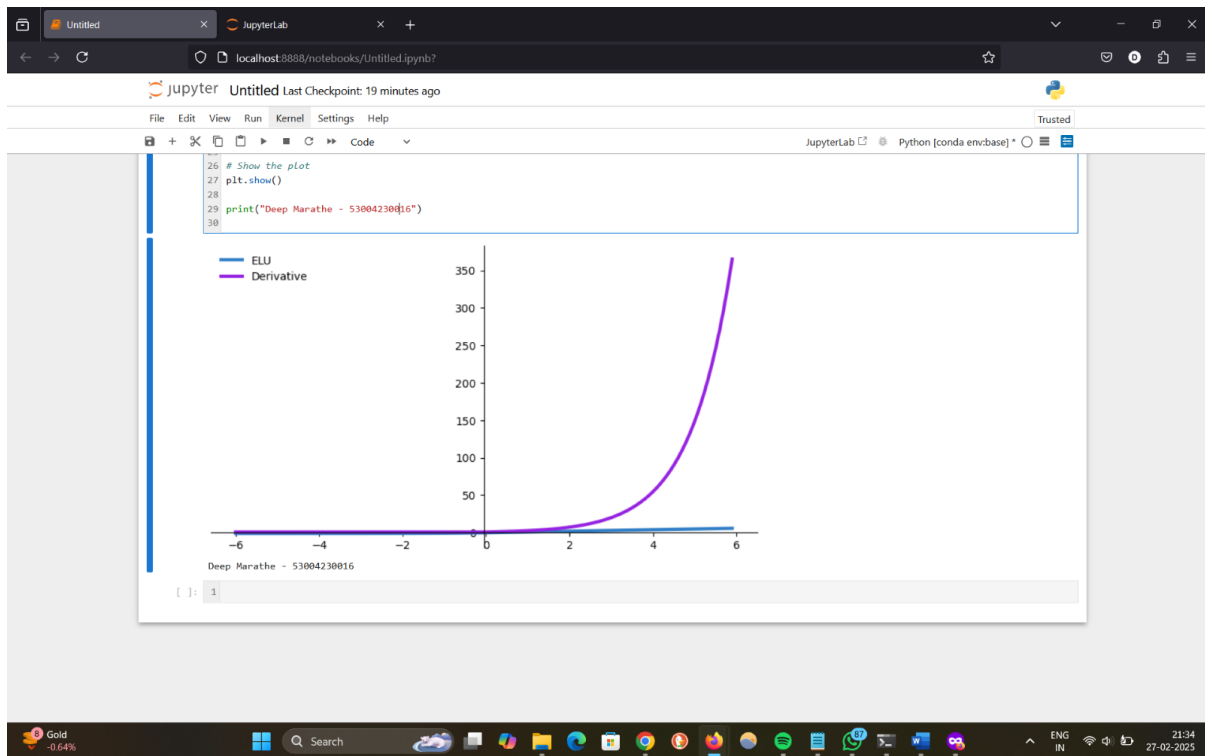 Untitled
JupyterLab
localhost:8888/notebooks/Untitled.ipynb?
jupyter Untitled Last Checkpoint: 19 minutes ago
File Edit View Run Kernel Settings Help
Trusted
Code
JupyterLab
Python [conda env:base] *
26 # Show the plot
27 plt.show()
28
29 print("Deep Marathe - 53004230016")
30
ELU
Derivative
350
300
250
200
150
100
50
0
−6 −4 −2 0 2 4 6
Deep Marathe - 53004230016
[ ]: 1
8
Gold
-0.64%
Search
87
ENG
IN
21:34
27-02-2025